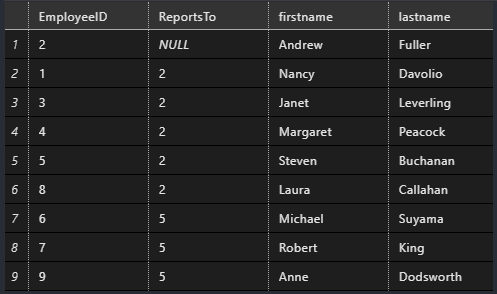 EmployeeID ReportsTo firstname lastname
1 2 NULL Andrew Fuller
2 1 2 Nancy Davolio
3 3 2 Janet Leverling
4 4 2 Margaret Peacock
5 5 2 Steven Buchanan
6 8 2 Laura Callahan
7 6 5 Michael Suyama
8 7 5 Robert King
9 9 5 Anne Dodsworth